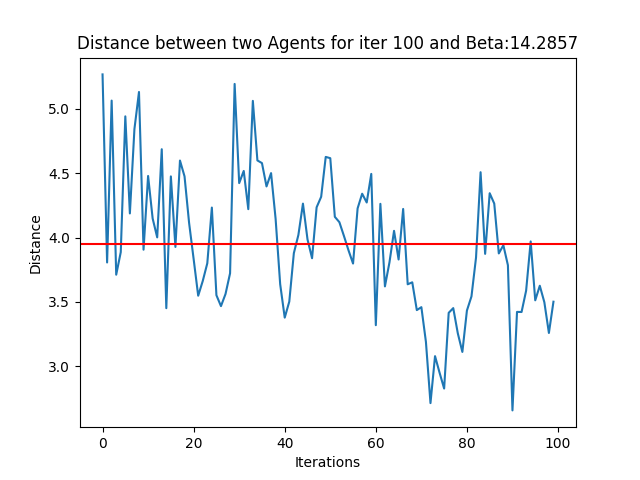 Distance between two Agents for iter 100 and Beta:14.2857
5.0
4.5
4.0
3.5
3.0
Distance
0 20 40 60 80 100
Iterations